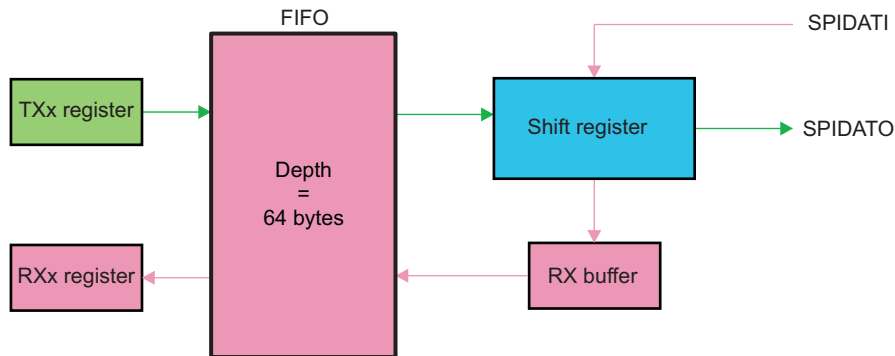 FIFO
SPIDATI
TXx register
Shift register
SPIDATO
Depth
=
64 bytes
RXx register
RX buffer